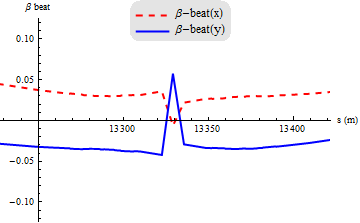 β beat
β-beat(x)
β-beat(y)
0.10
0.05
s (m)
13300
13350
13400
-0.05
-0.10